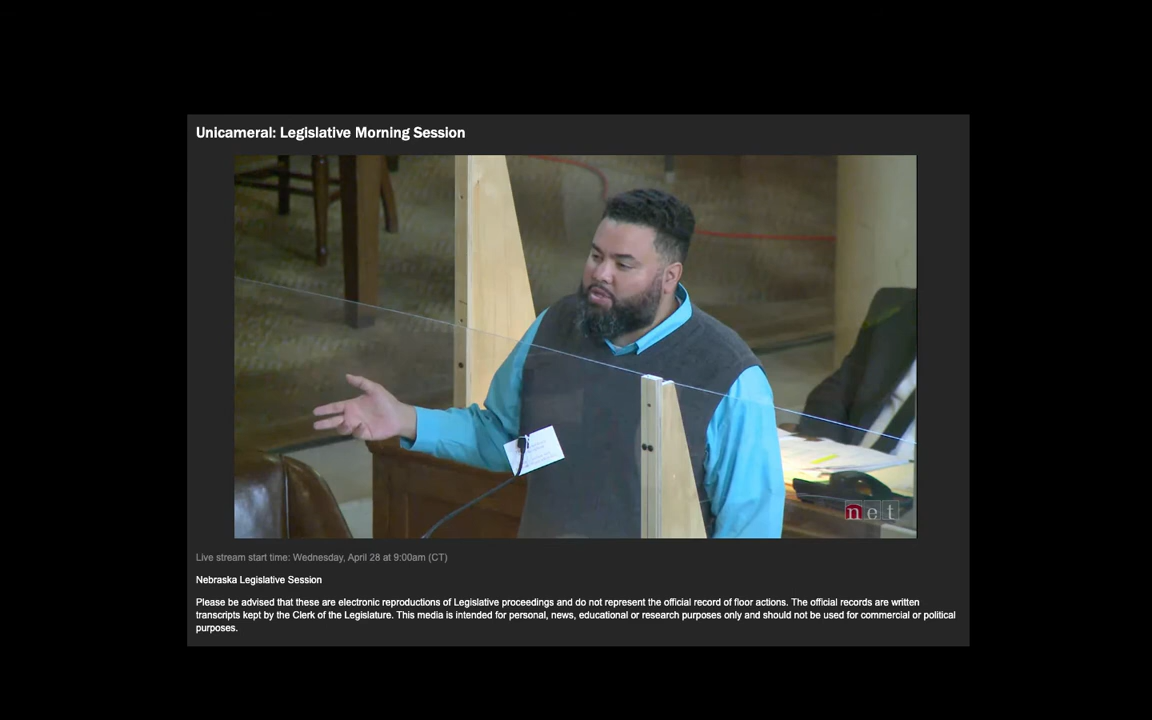 Unicameral: Legislative Morning Session
net
Live stream start time: Wednesday, April 28 at 9:00am (CT)
Nebraska Legislative Session
Please be advised that these are electronic reproductions of Legislative proceedings and do not represent the official record of floor actions. The official records are written
transcripts kept by the Clerk of the Legislature. This media is intended for personal, news, educational or research purposes only and should not be used for commercial or political
purposes.